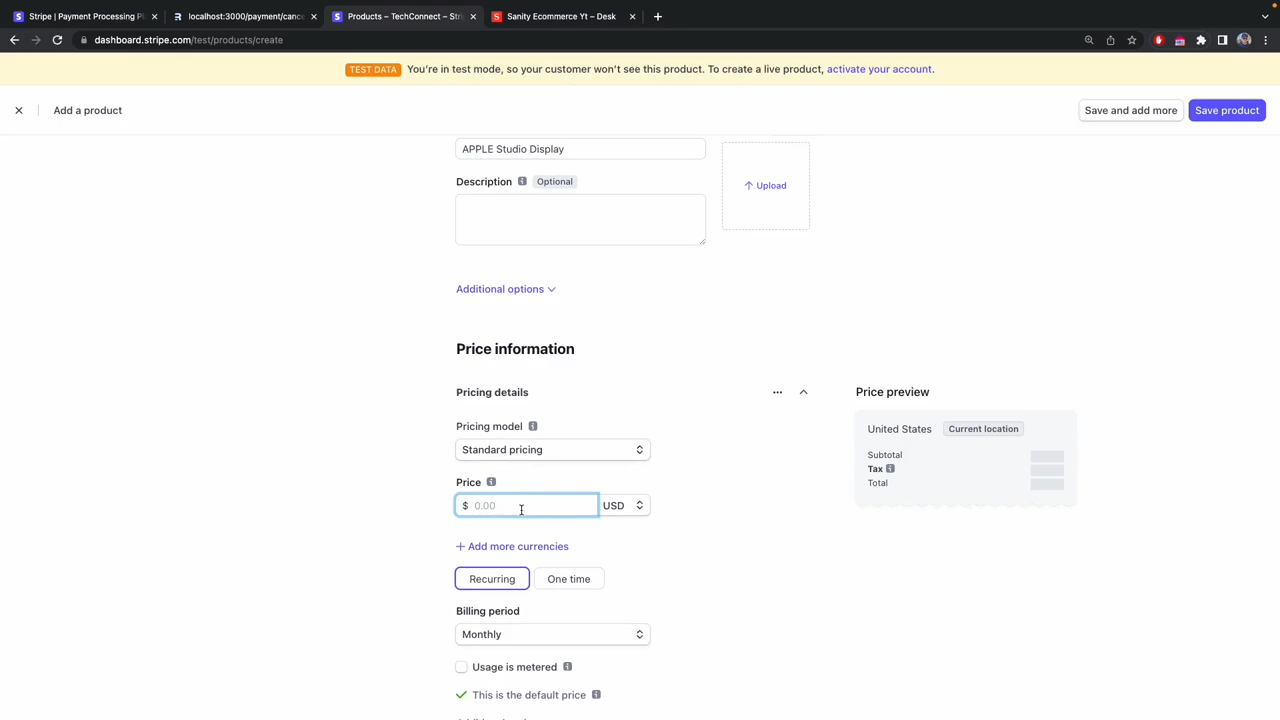 Stripe | Payment Processing Pl
localhost:3000/payment/cance
Products – TechConnect – Stri
Sanity Ecommerce Yt – Desk
dashboard.stripe.com/test/products/create
TEST DATA You're in test mode, so your customer won't see this product. To create a live product, activate your account.
Add a product
Save and add more
Save product
APPLE Studio Display
Description Optional
Upload
Additional options
Price information
Pricing details
Price preview
Pricing model
United States Current location
Standard pricing
Subtotal
Tax
Total
Price
$ 0.00 USD
+ Add more currencies
Recurring One time
Billing period
Monthly
Usage is metered
This is the default price